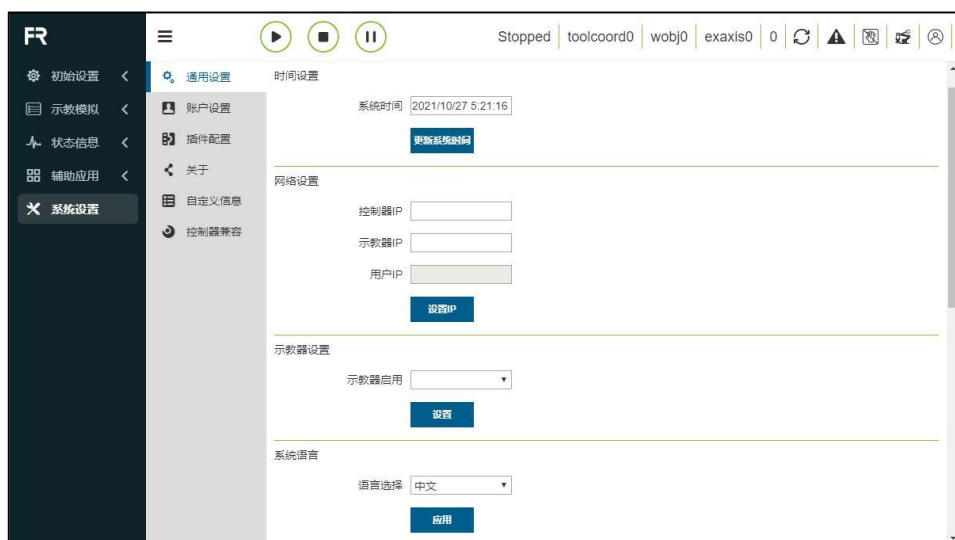 FR
Stopped toolcoord0 wobj0 exaxis0 0
初始设置
示教模拟
状态信息
辅助应用
系统设置
通用设置
账户设置
插件配置
关于
自定义信息
控制器兼容
时间设置
系统时间 2021/10/27 5:21:16
更新系统时间
网络设置
控制器IP
示教器IP
用户IP
设置IP
示教器设置
示教器启用
设置
系统语言
语言选择 中文
应用